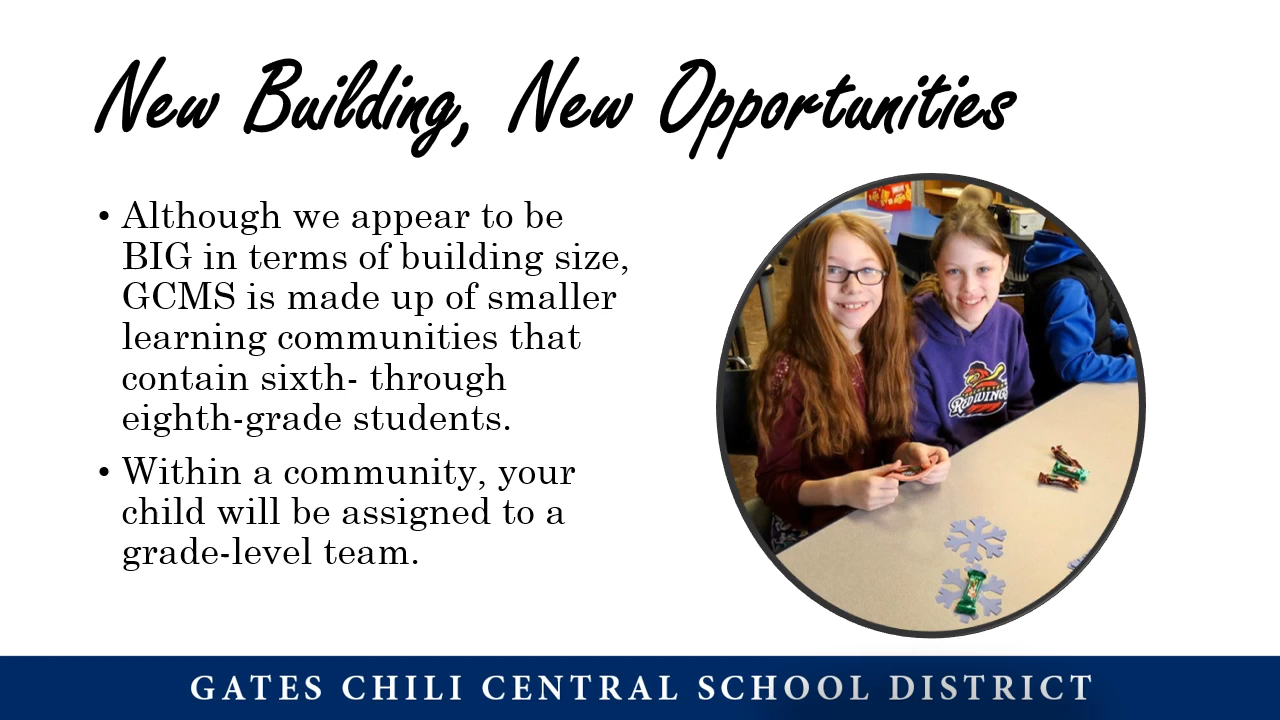 New Building, New Opportunities
• Although we appear to be
BIG in terms of building size,
GCMS is made up of smaller
learning communities that
contain sixth- through
eighth-grade students.
• Within a community, your
child will be assigned to a
grade-level team.
RED WINGS
GATES CHILI CENTRAL SCHOOL DISTRICT